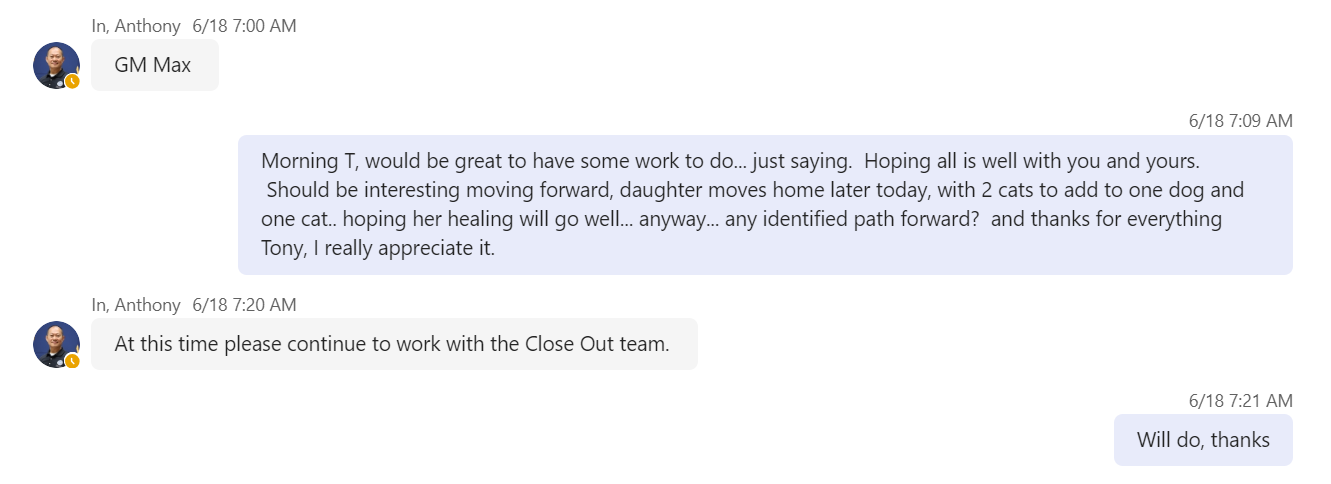 In, Anthony 6/18 7:00 AM
GM Max
6/18 7:09 AM
Morning T, would be great to have some work to do... just saying.  Hoping all is well with you and yours.
Should be interesting moving forward, daughter moves home later today, with 2 cats to add to one dog and
one cat.. hoping her healing will go well... anyway... any identified path forward?  and thanks for everything
Tony, I really appreciate it.
In, Anthony 6/18 7:20 AM
At this time please continue to work with the Close Out team.
6/18 7:21 AM
Will do, thanks